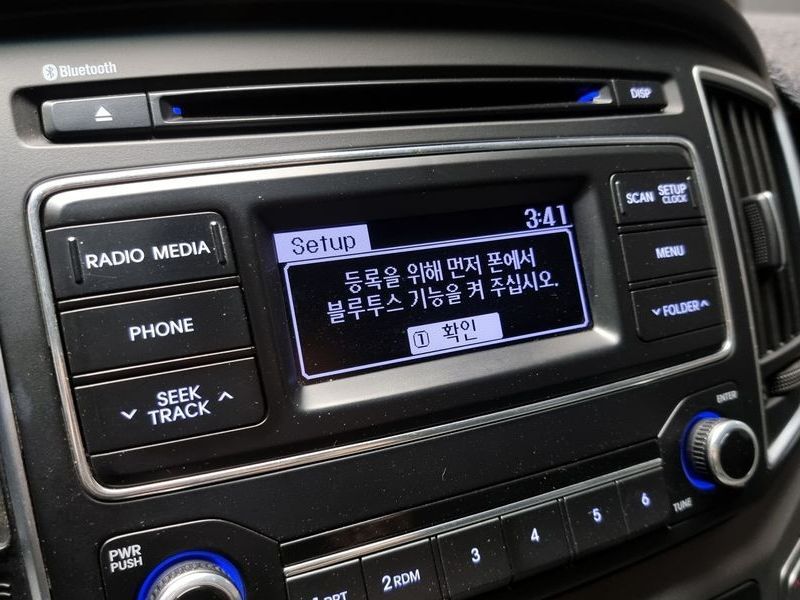 Bluetooth
DISP
RADIO MEDIA
PHONE
SEEK
TRACK
Setup
3:41
등록을 위해 먼저 폰에서
블루투스 기능을 켜 주십시오.
① 확인
SCAN SETUP
CLOCK
MENU
FOLDER
ENTER
TUNE
PWR
PUSH
1 RPT
2 RDM
3
4
5
6